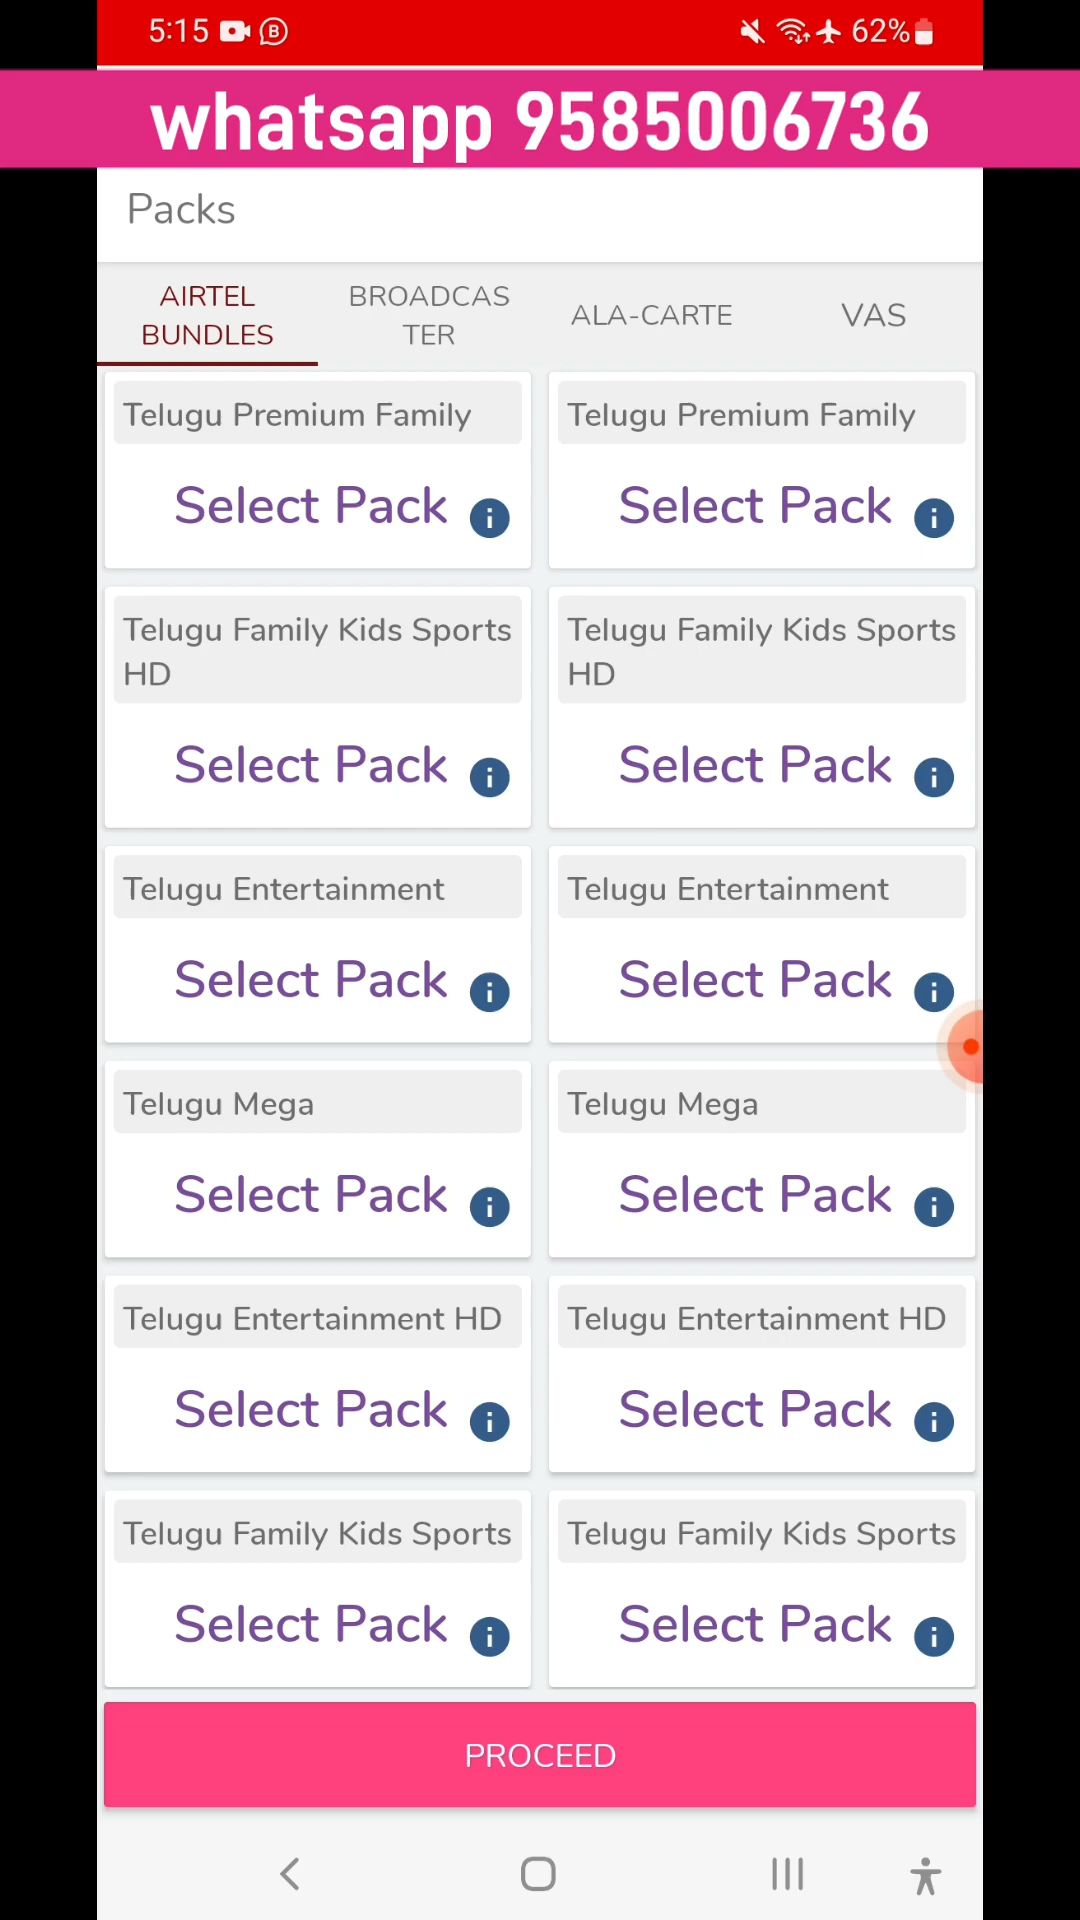 5:15 B 62%
whatsapp 9585006736
Packs
AIRTEL
BUNDLES
BROADCAS
TER
ALA-CARTE
VAS
Telugu Premium Family
Select Pack i
Telugu Premium Family
Select Pack i
Telugu Family Kids Sports
HD
Select Pack i
Telugu Family Kids Sports
HD
Select Pack i
Telugu Entertainment
Select Pack i
Telugu Entertainment
Select Pack i
Telugu Mega
Select Pack i
Telugu Mega
Select Pack i
Telugu Entertainment HD
Select Pack i
Telugu Entertainment HD
Select Pack i
Telugu Family Kids Sports
Select Pack i
Telugu Family Kids Sports
Select Pack i
PROCEED